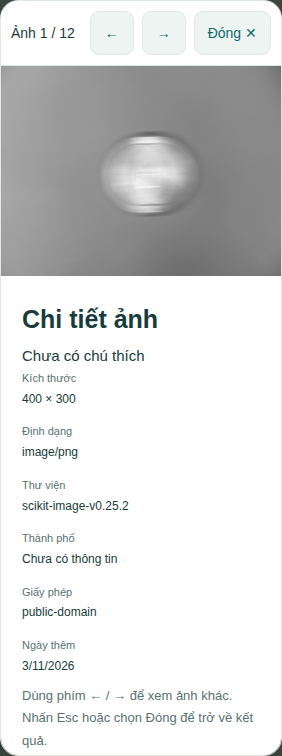 Ảnh 1 / 12 ← → Đóng ✕
Chi tiết ảnh
Chưa có chú thích
Kích thước
400 × 300
Định dạng
image/png
Thư viện
scikit-image-v0.25.2
Thành phố
Chưa có thông tin
Giấy phép
public-domain
Ngày thêm
3/11/2026
Dùng phím ← / → để xem ảnh khác.
Nhấn Esc hoặc chọn Đóng để trở về kết
quả.